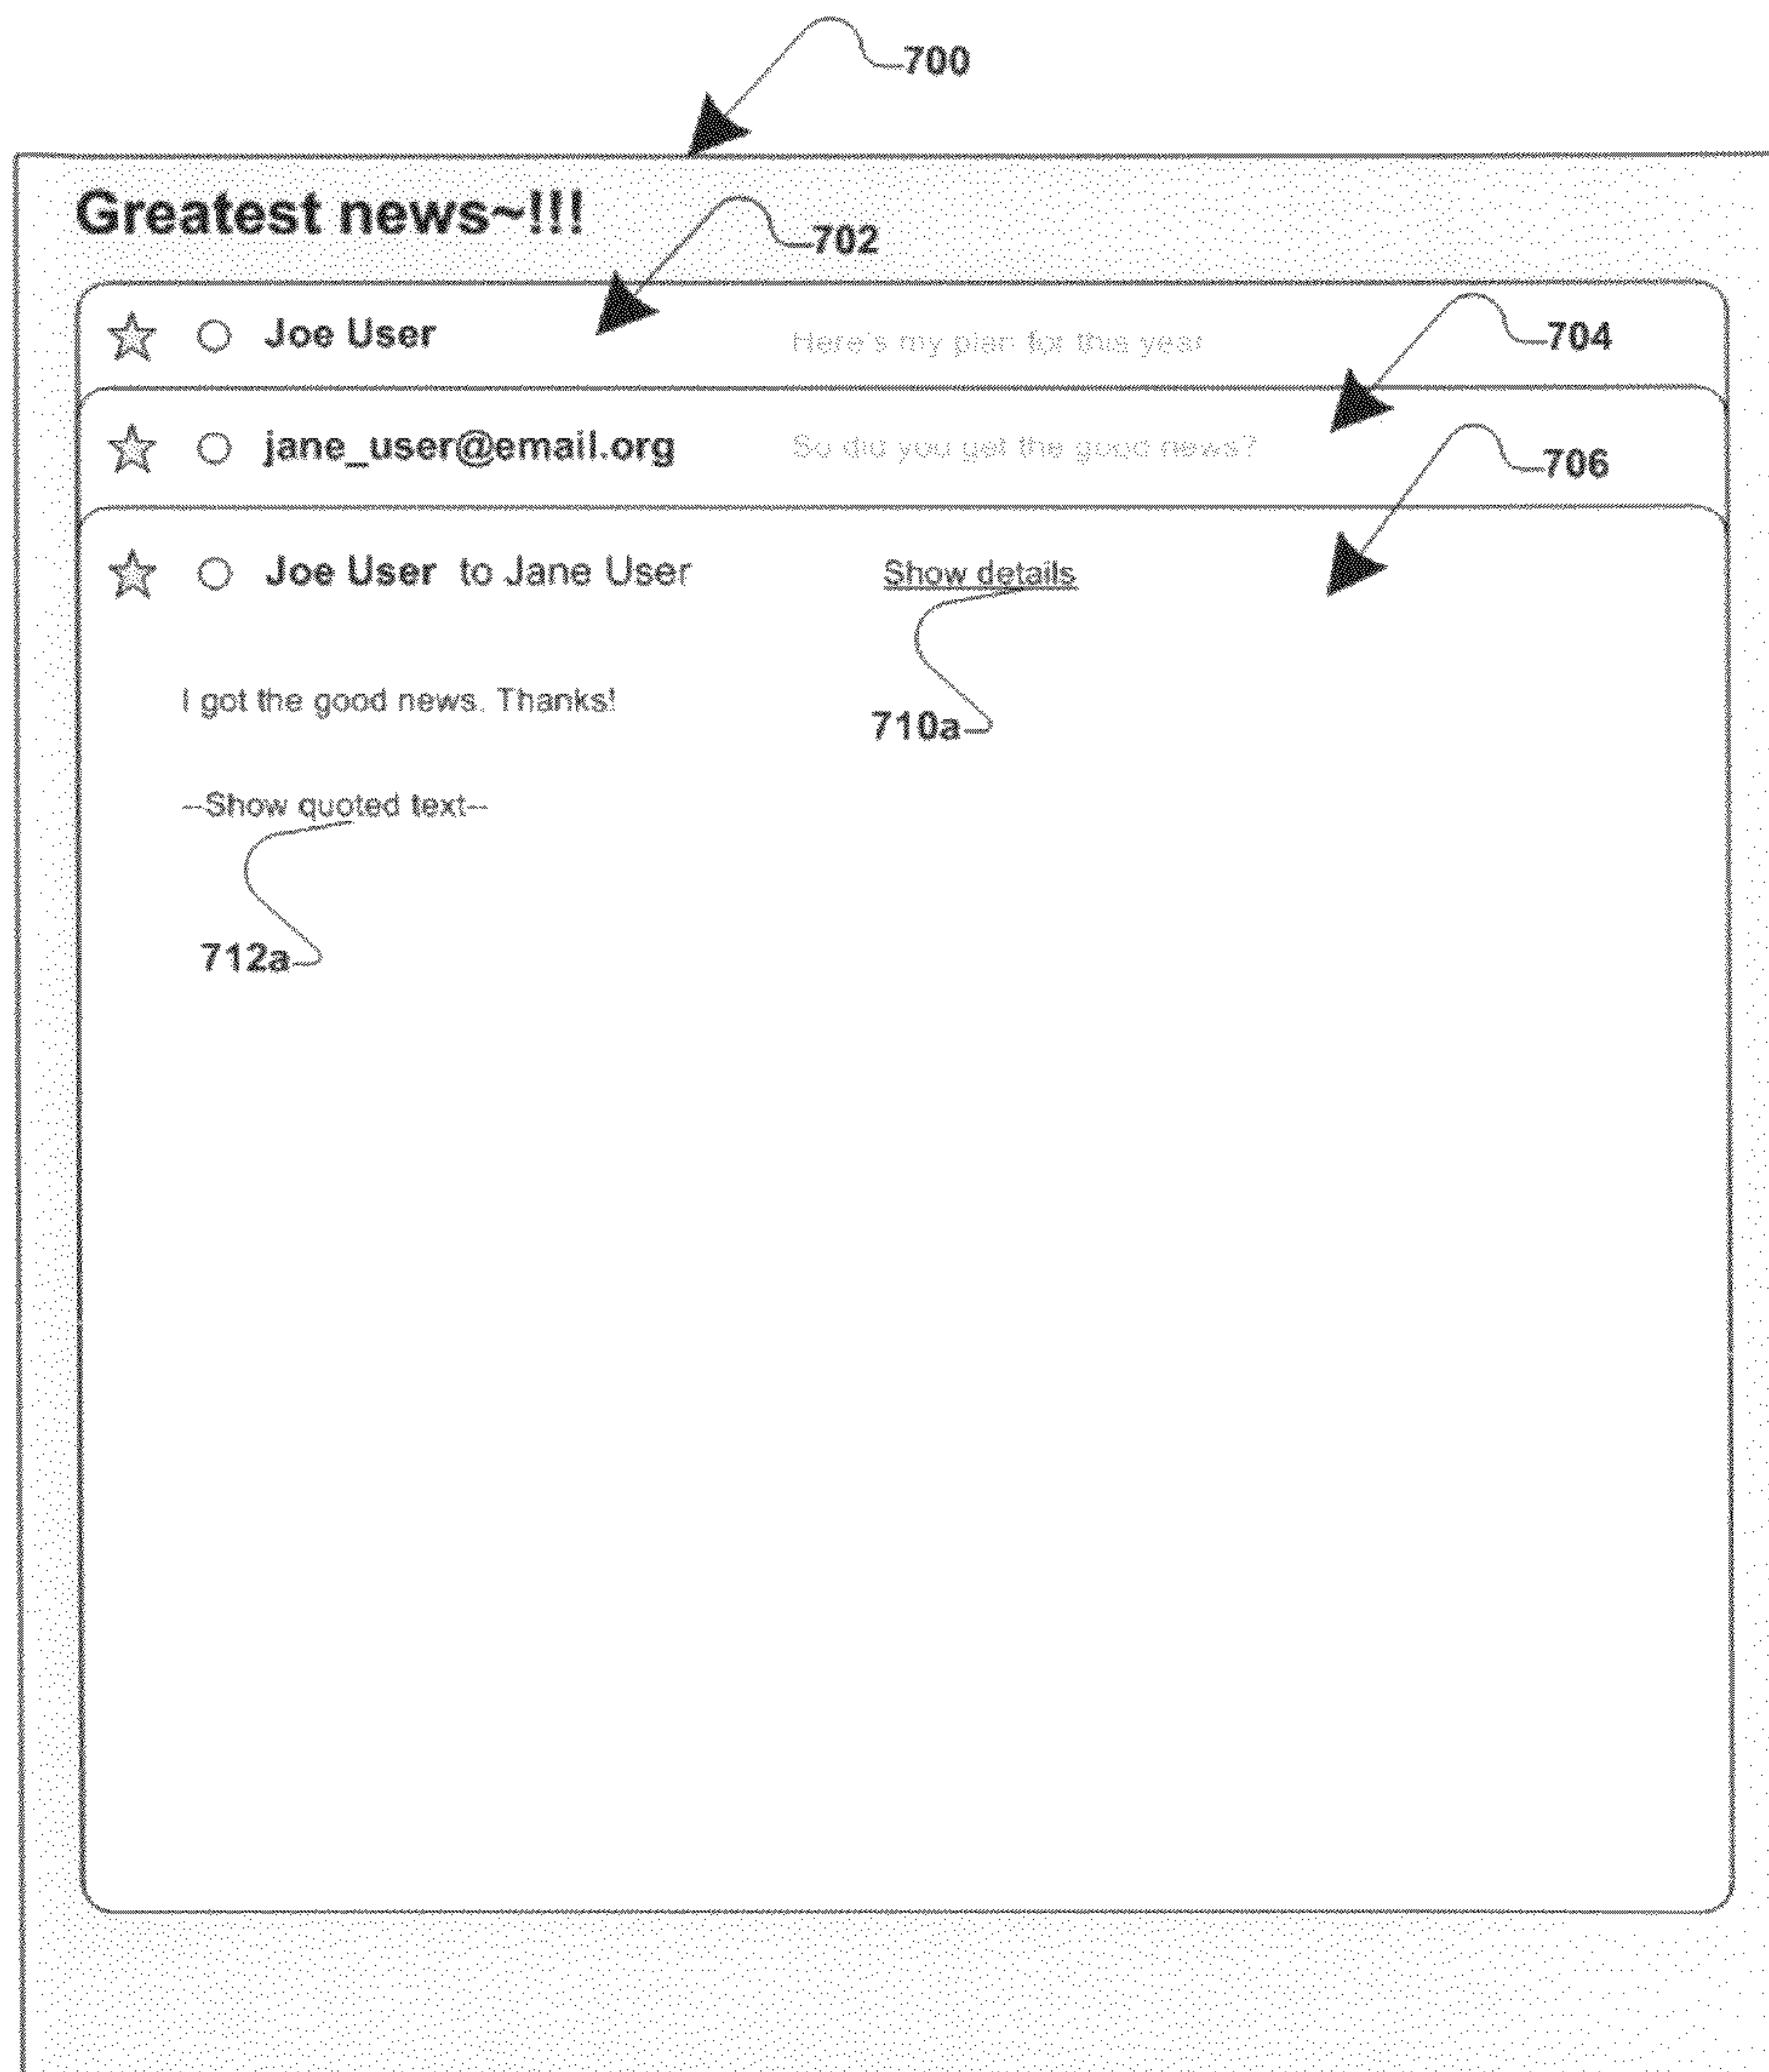 700
Greatest news~!!!
702
Joe User Here's my plan for this year
704
jane_user@email.org So did you get the good news?
706
Joe User to Jane User Show details
I got the good news. Thanks!
710a
--Show quoted text--
712a